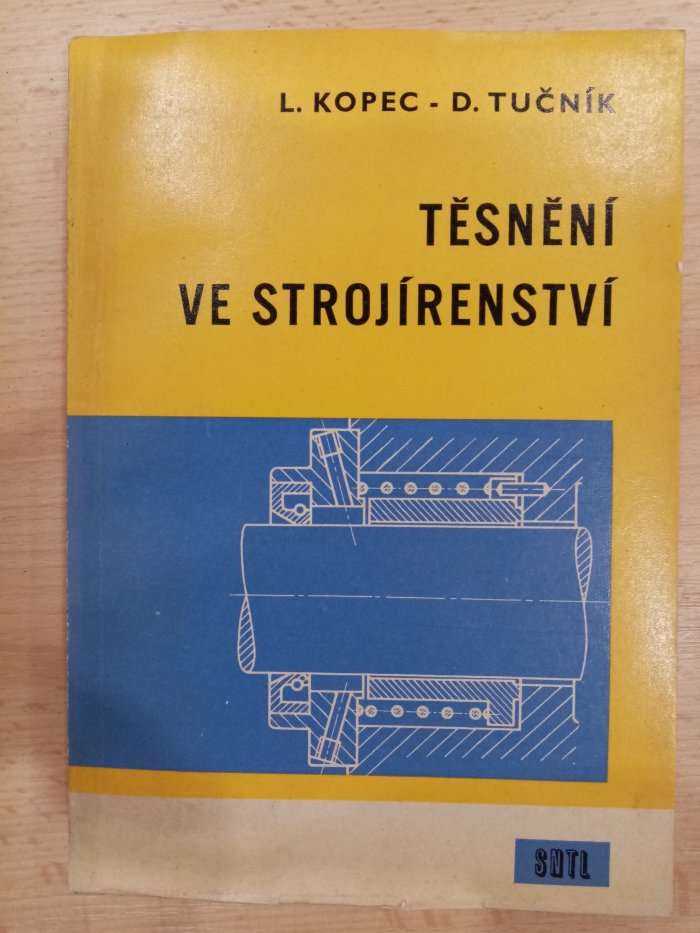 L. KOPEC - D. TUČNÍK
TĚSNĚNÍ
VE STROJÍRENSTVÍ
SNTL